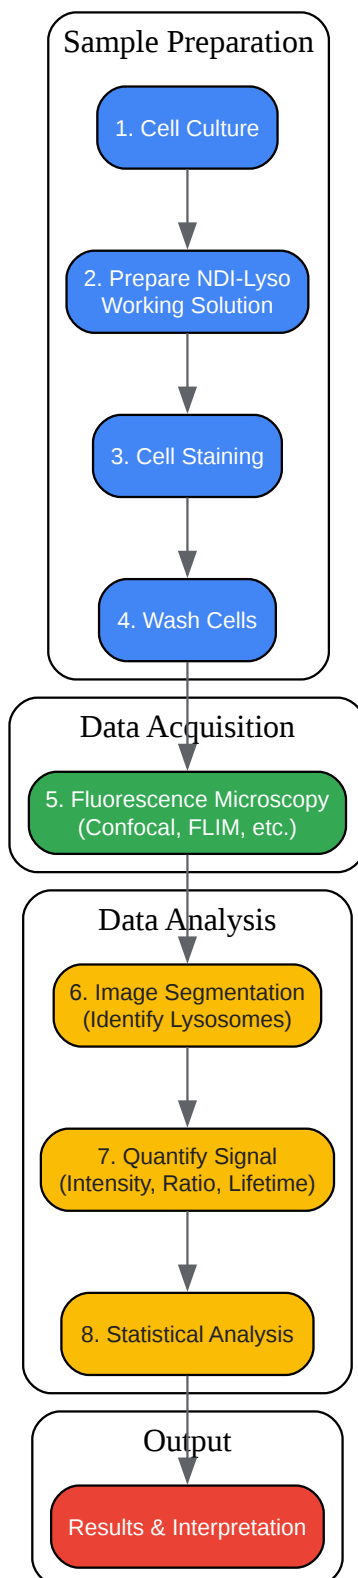 Sample Preparation
1. Cell Culture
2. Prepare NDI-Lyso
Working Solution
3. Cell Staining
4. Wash Cells
Data Acquisition
5. Fluorescence Microscopy
(Confocal, FLIM, etc.)
Data Analysis
6. Image Segmentation
(Identify Lysosomes)
7. Quantify Signal
(Intensity, Ratio, Lifetime)
8. Statistical Analysis
Output
Results & Interpretation